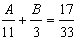 A/11 + B/3 = 17/33